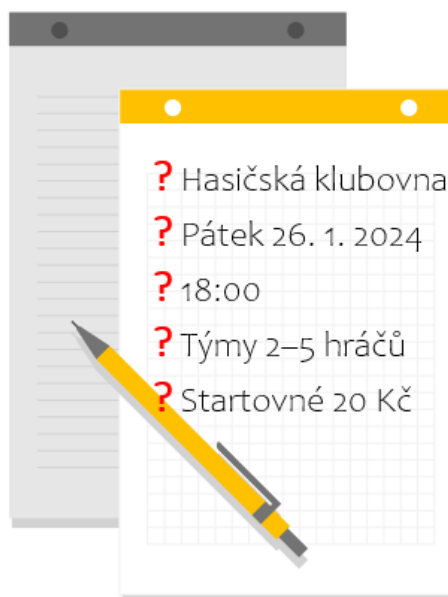 ? Hasičská klubovna
? Pátek 26. 1. 2024
? 18:00
? Týmy 2–5 hráčů
? Startovné 20 Kč